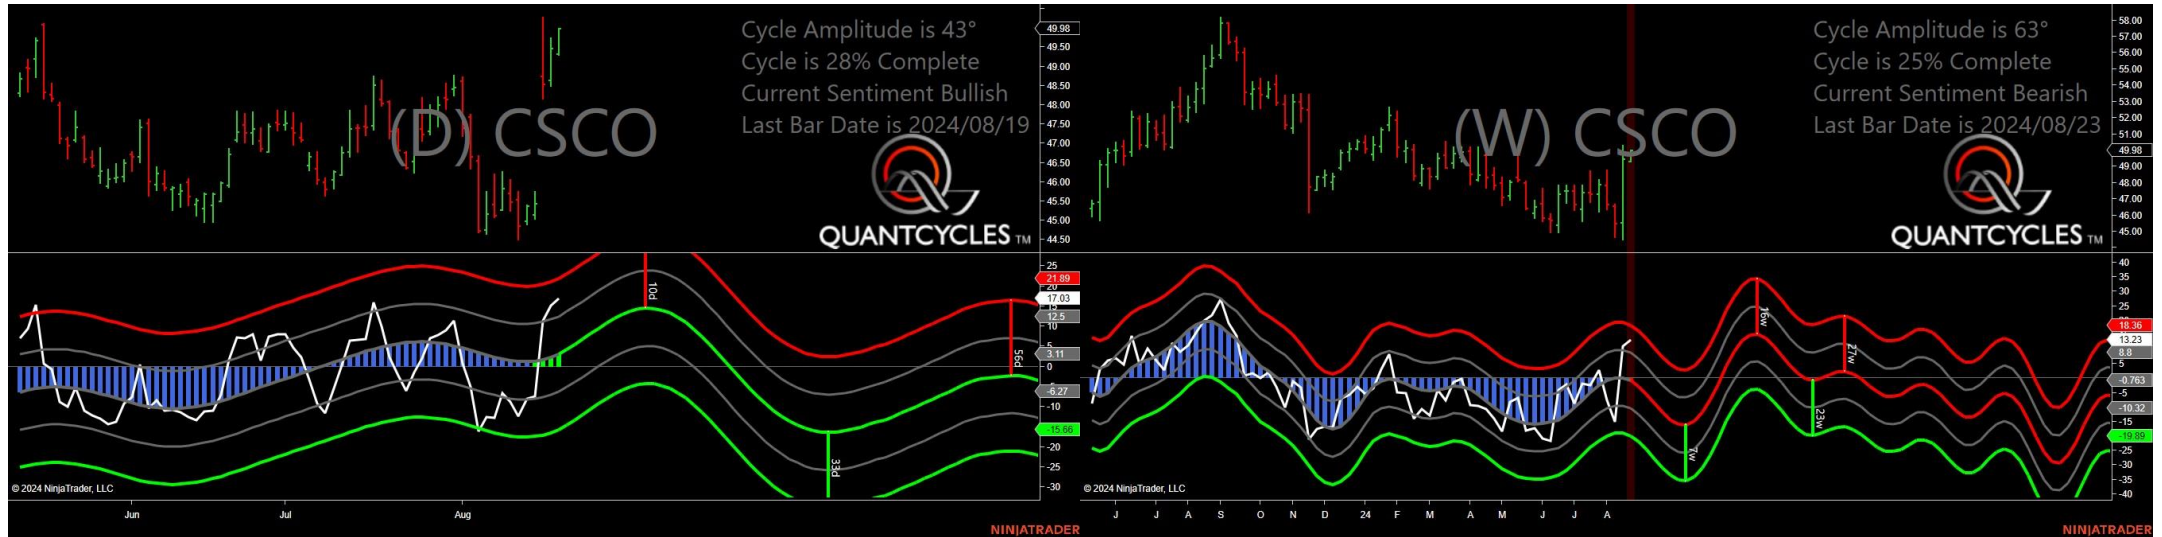 Cycle Amplitude is 43°
Cycle is 28% Complete
Current Sentiment Bullish
Last Bar Date is 2024/08/19
(D) CSCO
QUANTCYCLES TM
49.98
49.50
49.00
48.50
48.00
47.50
47.00
46.50
46.00
45.50
45.00
44.50
25
21.89
20
17.03
12.5
10
5
3.11
0
-6.27
-10
-15.66
-20
-25
-30
10d
33d
56d
© 2024 NinjaTrader, LLC
Jun
Jul
Aug
NINJATRADER
Cycle Amplitude is 63°
Cycle is 25% Complete
Current Sentiment Bearish
Last Bar Date is 2024/08/23
(W) CSCO
QUANTCYCLES TM
58.00
57.00
56.00
55.00
54.00
53.00
52.00
51.00
49.98
49.00
48.00
47.00
46.00
45.00
40
35
30
25
18.36
13.23
8.8
5
-0.763
-5
-10.32
-15
-19.89
-25
-30
-35
-40
7w
16w
23w
27w
© 2024 NinjaTrader, LLC
J
J
A
S
O
N
D
24
F
M
A
M
J
J
A
NINJATRADER